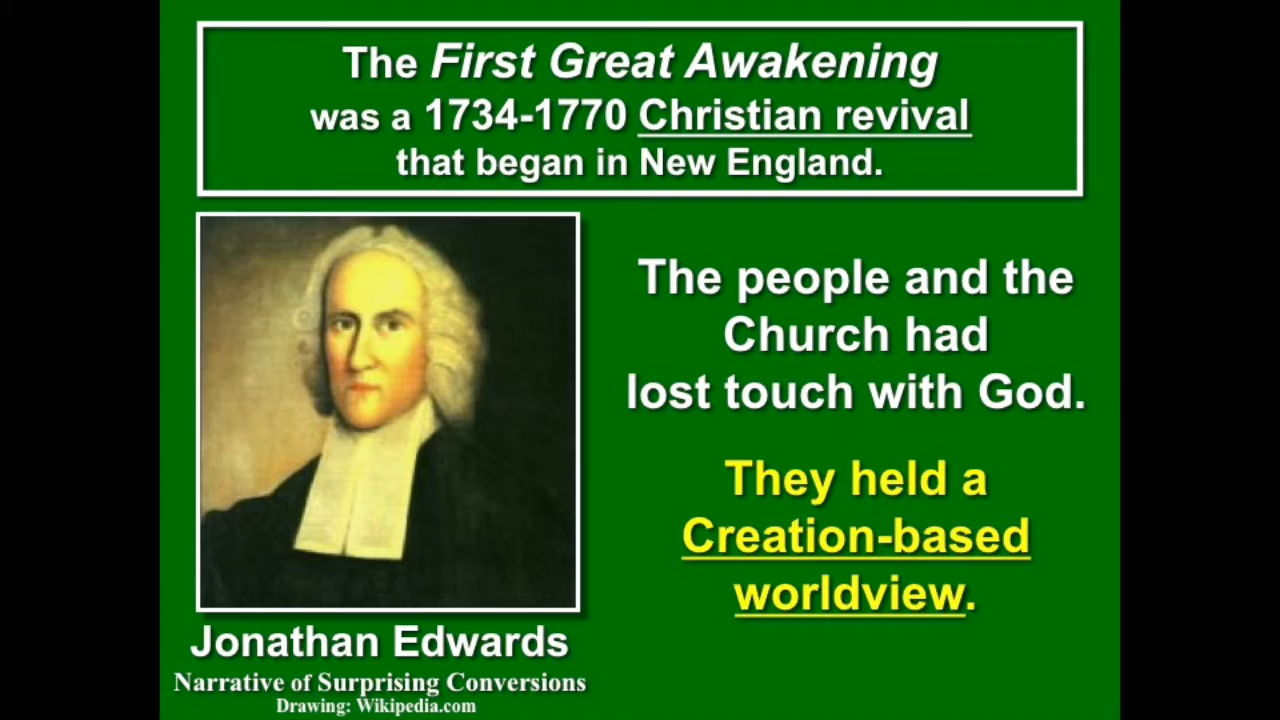 The First Great Awakening
was a 1734-1770 Christian revival
that began in New England.
The people and the
Church had
lost touch with God.
They held a
Creation-based
worldview.
Jonathan Edwards
Narrative of Surprising Conversions
Drawing: Wikipedia.com